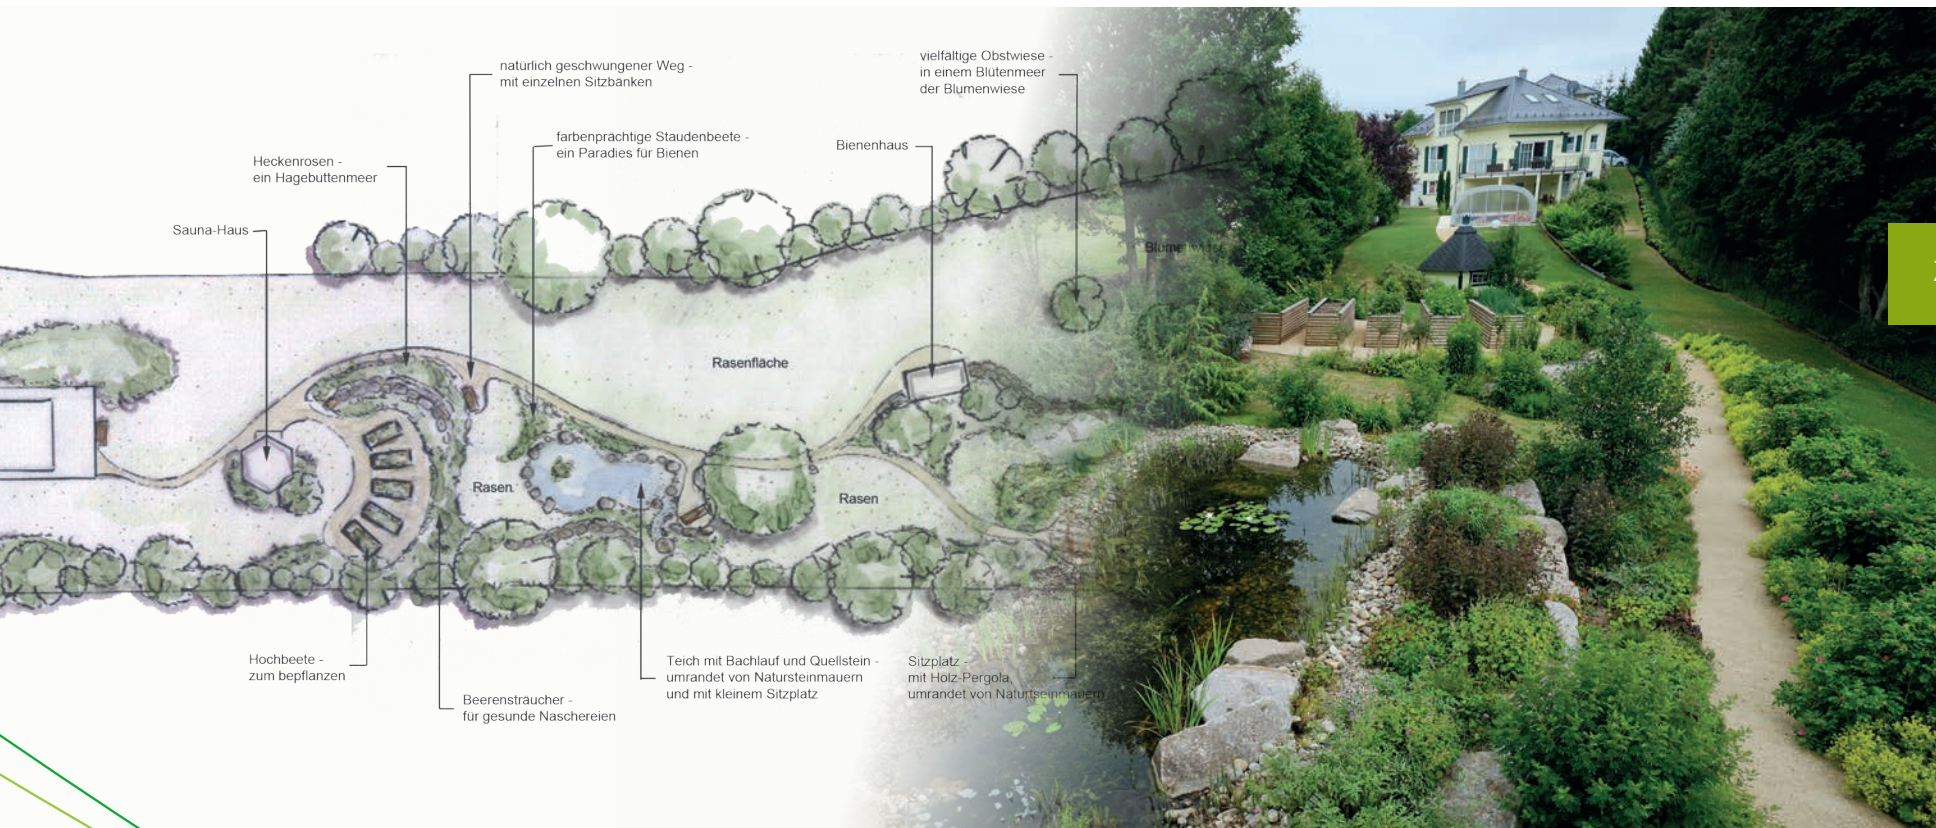 natürlich geschwungener Weg -
mit einzelnen Sitzbänken
vielfältige Obstwiese -
in einem Blütenmeer
der Blumenwiese
farbenprächtige Staudenbeete -
ein Paradies für Bienen
Bienenhaus
Heckenrosen -
ein Hagebuttenmeer
Sauna-Haus
Rasenfläche
Rasen
Rasen
Hochbeete -
zum bepflanzen
Beerensträucher -
für gesunde Naschereien
Teich mit Bachlauf und Quellstein -
umrandet von Natursteinmauern
und mit kleinem Sitzplatz
Sitzplatz -
mit Holz-Pergola,
umrandet von Naturtseinmauern